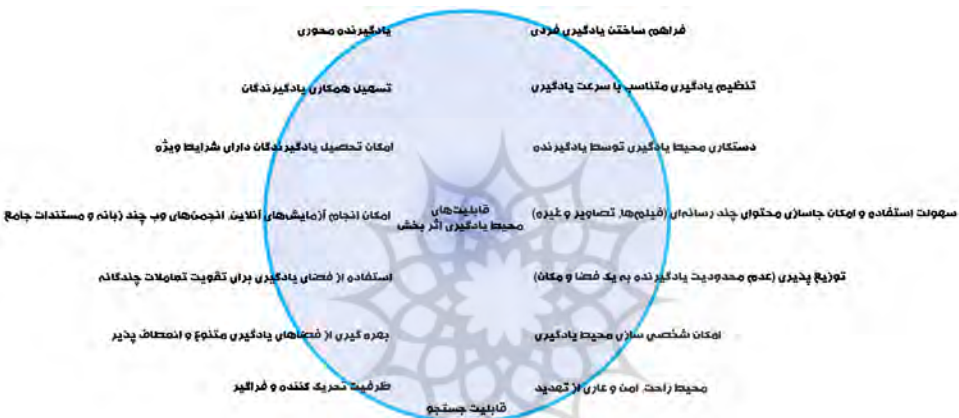 فراهم ساختن یادگیری فردی
یادگیرنده محوری
تنظیم یادگیری متناسب با سرعت یادگیری
تسهیل همکاری یادگیرندگان
دستکاری محیط یادگیری توسط یادگیرنده
امکان تحصیل یادگیرندگان دارای شرایط ویژه
سهولت استفاده و امکان جاسازی محتوای چند رسانه‌ای (فیلم‌ها، تصاویر و غیره)
قابلیت‌های
محیط یادگیری اثر بخش
امکان انجام آزمایش‌های آنلاین، انجمن‌های وب چند زبانه و مستندات جامع
توزیع پذیری (عدم محدودیت یادگیرنده به یک فضا و مکان)
استفاده از فضای یادگیری برای تقویت تعاملات چندگانه
امکان شخصی سازی محیط یادگیری
بهره گیری از فضاهای یادگیری متنوع و انعطاف پذیر
محیط راحت، امن و عاری از تهدید
ظرفیت تحریک کننده و فراگیر
قابلیت جستجو